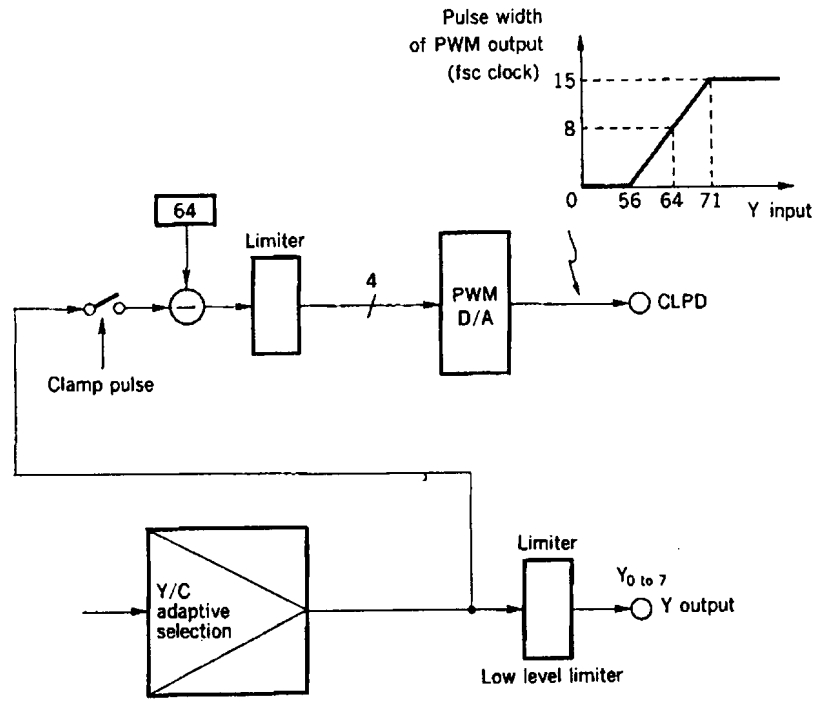 Pulse width
of PWM output
(fsc clock)
15
8
0
56
64
71
Y input
64
Limiter
4
PWM
D/A
CLPD
Clamp pulse
Y/C
adaptive
selection
Limiter
Y0 to 7
Y output
Low level limiter